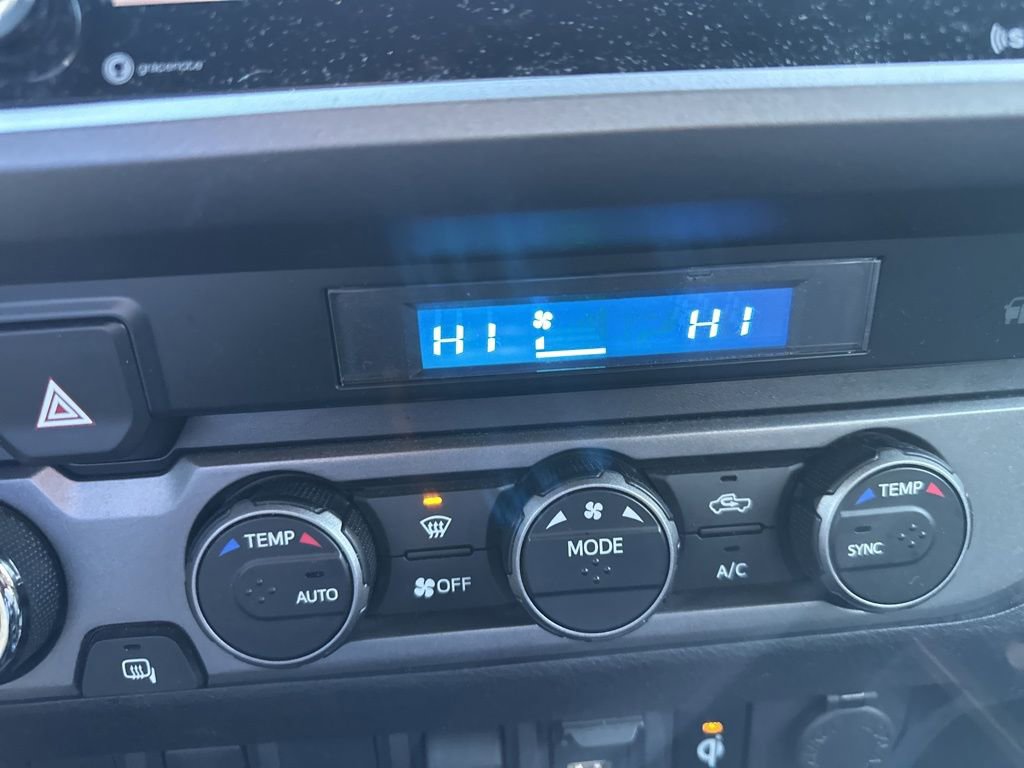 gracenote
HI HI
TEMP
AUTO
OFF
MODE
A/C
TEMP
SYNC